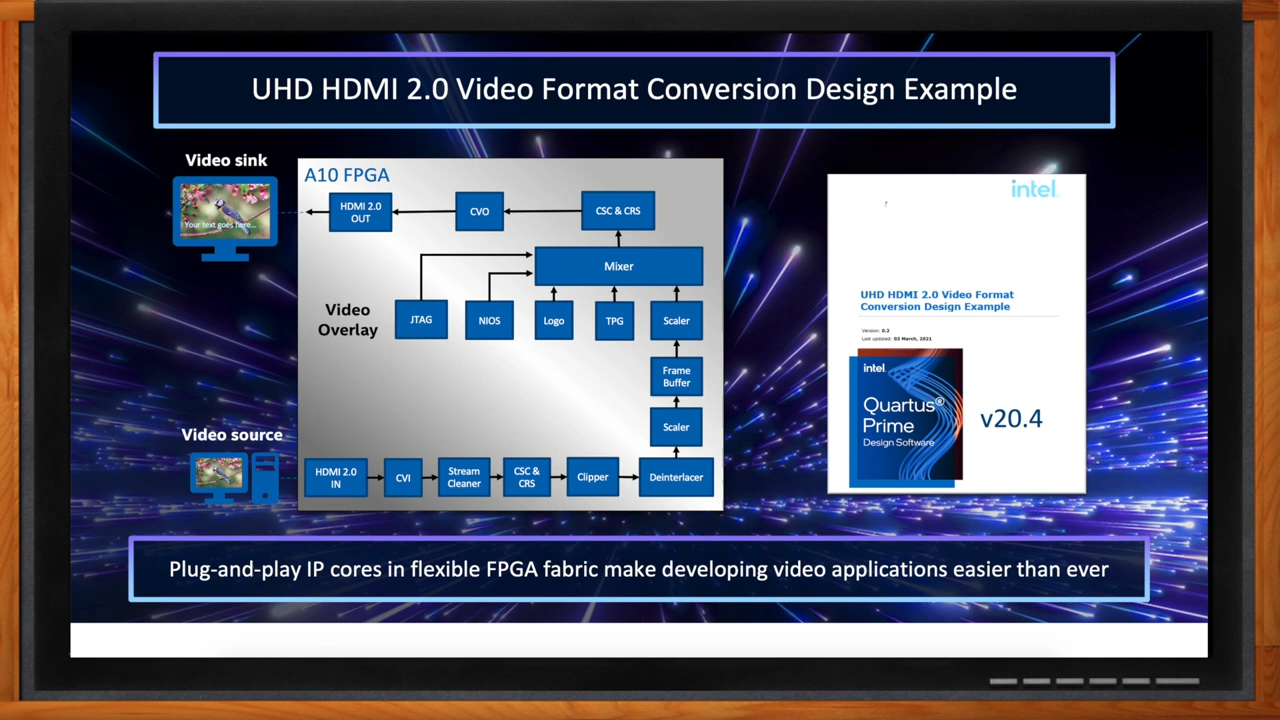 UHD HDMI 2.0 Video Format Conversion Design Example
Video sink
Your text goes here...
A10 FPGA
HDMI 2.0
OUT
CVO
CSC & CRS
Mixer
Video
Overlay
JTAG
NIOS
Logo
TPG
Scaler
Frame
Buffer
Scaler
Video source
HDMI 2.0
IN
CVI
Stream
Cleaner
CSC &
CRS
Clipper
Deinterlacer
intel
UHD HDMI 2.0 Video Format
Conversion Design Example
Version: 0.2
Last updated: 03 March, 2021
intel
Quartus®
Prime
Design Software
v20.4
Plug-and-play IP cores in flexible FPGA fabric make developing video applications easier than ever